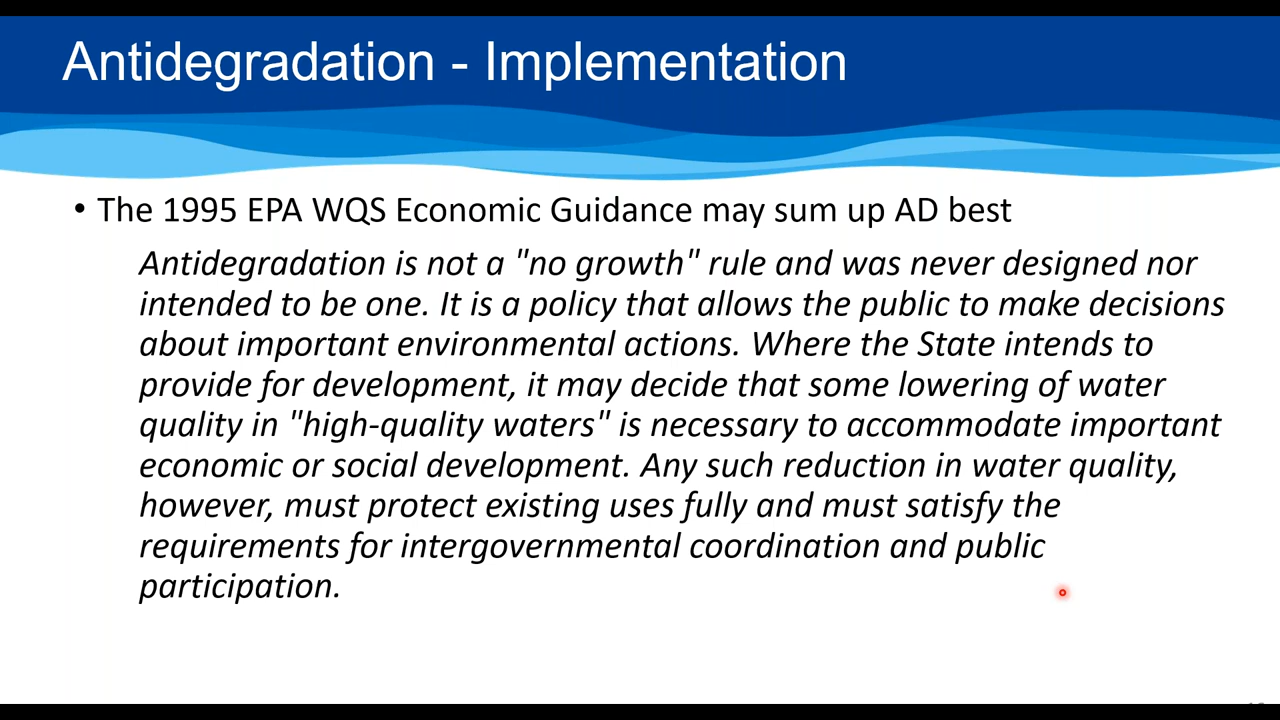 Antidegradation - Implementation
• The 1995 EPA WQS Economic Guidance may sum up AD best
Antidegradation is not a "no growth" rule and was never designed nor
intended to be one. It is a policy that allows the public to make decisions
about important environmental actions. Where the State intends to
provide for development, it may decide that some lowering of water
quality in "high-quality waters" is necessary to accommodate important
economic or social development. Any such reduction in water quality,
however, must protect existing uses fully and must satisfy the
requirements for intergovernmental coordination and public
participation.